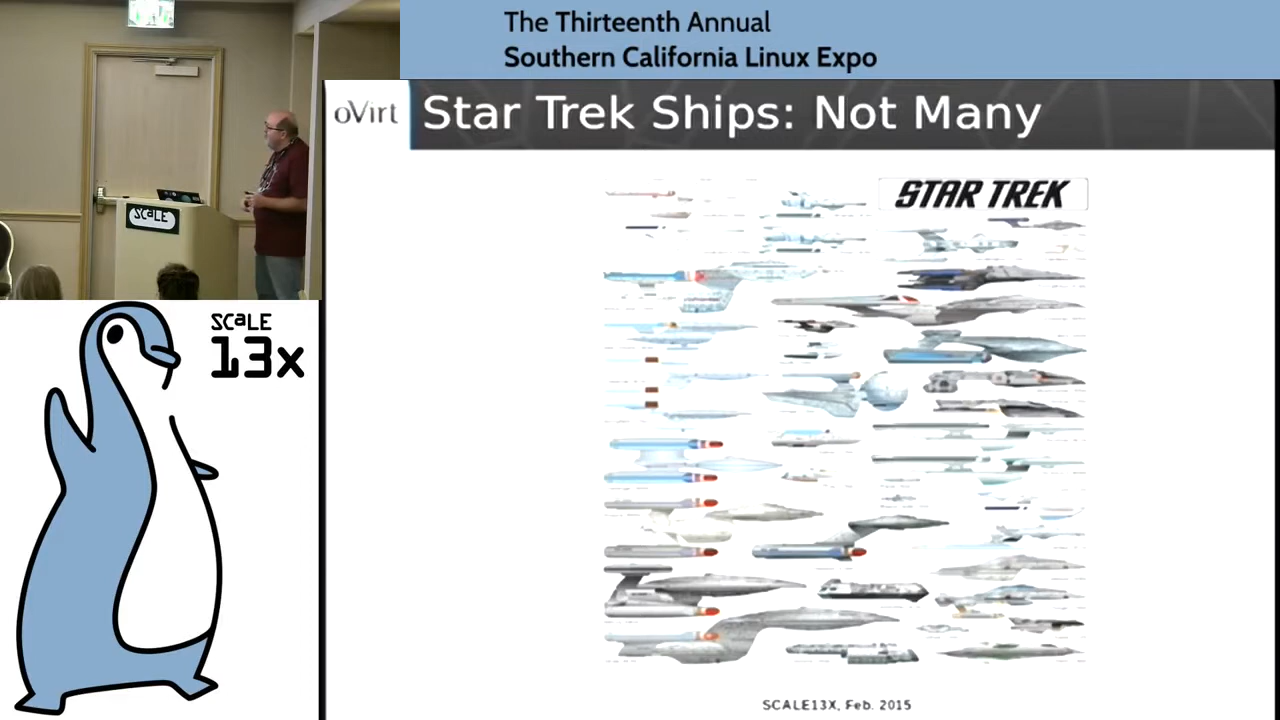 The Thirteenth Annual
Southern California Linux Expo
oVirt
Star Trek Ships: Not Many
STAR TREK
SCALE
SCaLE
13x
SCALE13X, Feb. 2015